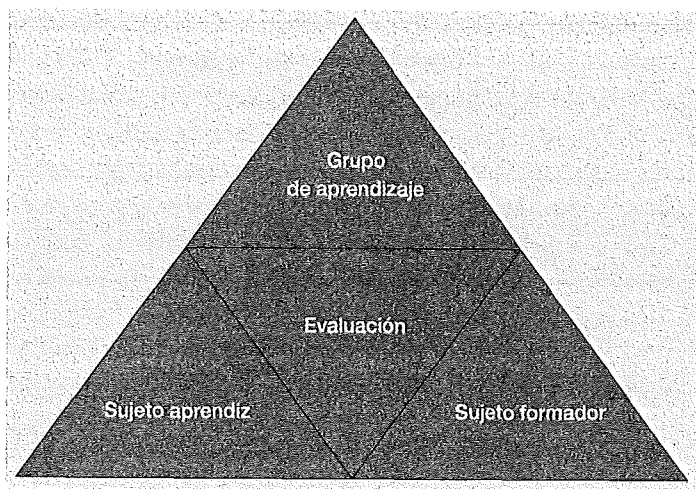 Grupo
de aprendizaje
Evaluación
Sujeto aprendiz
Sujeto formador